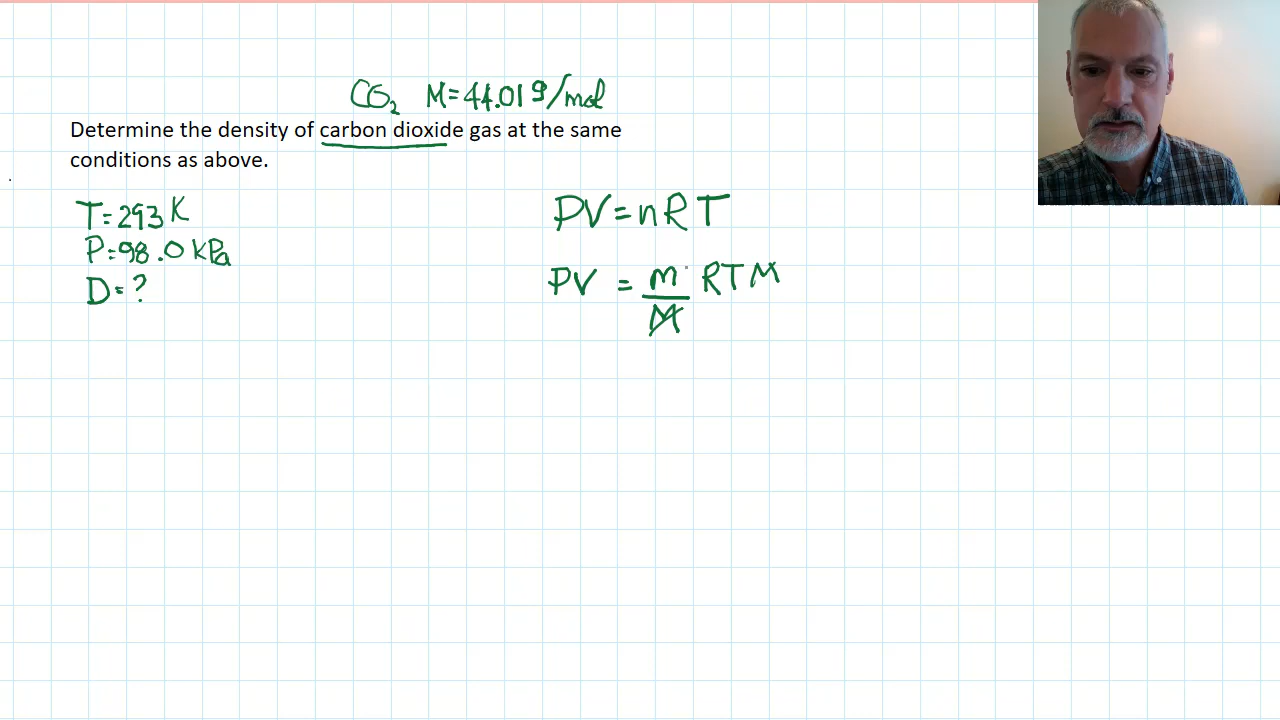 CO₂ M=44.01 g/mol
Determine the density of carbon dioxide gas at the same
conditions as above.
T=293 K
P=98.0 kPa
D=?
PV=nRT
PV = m/M RTM